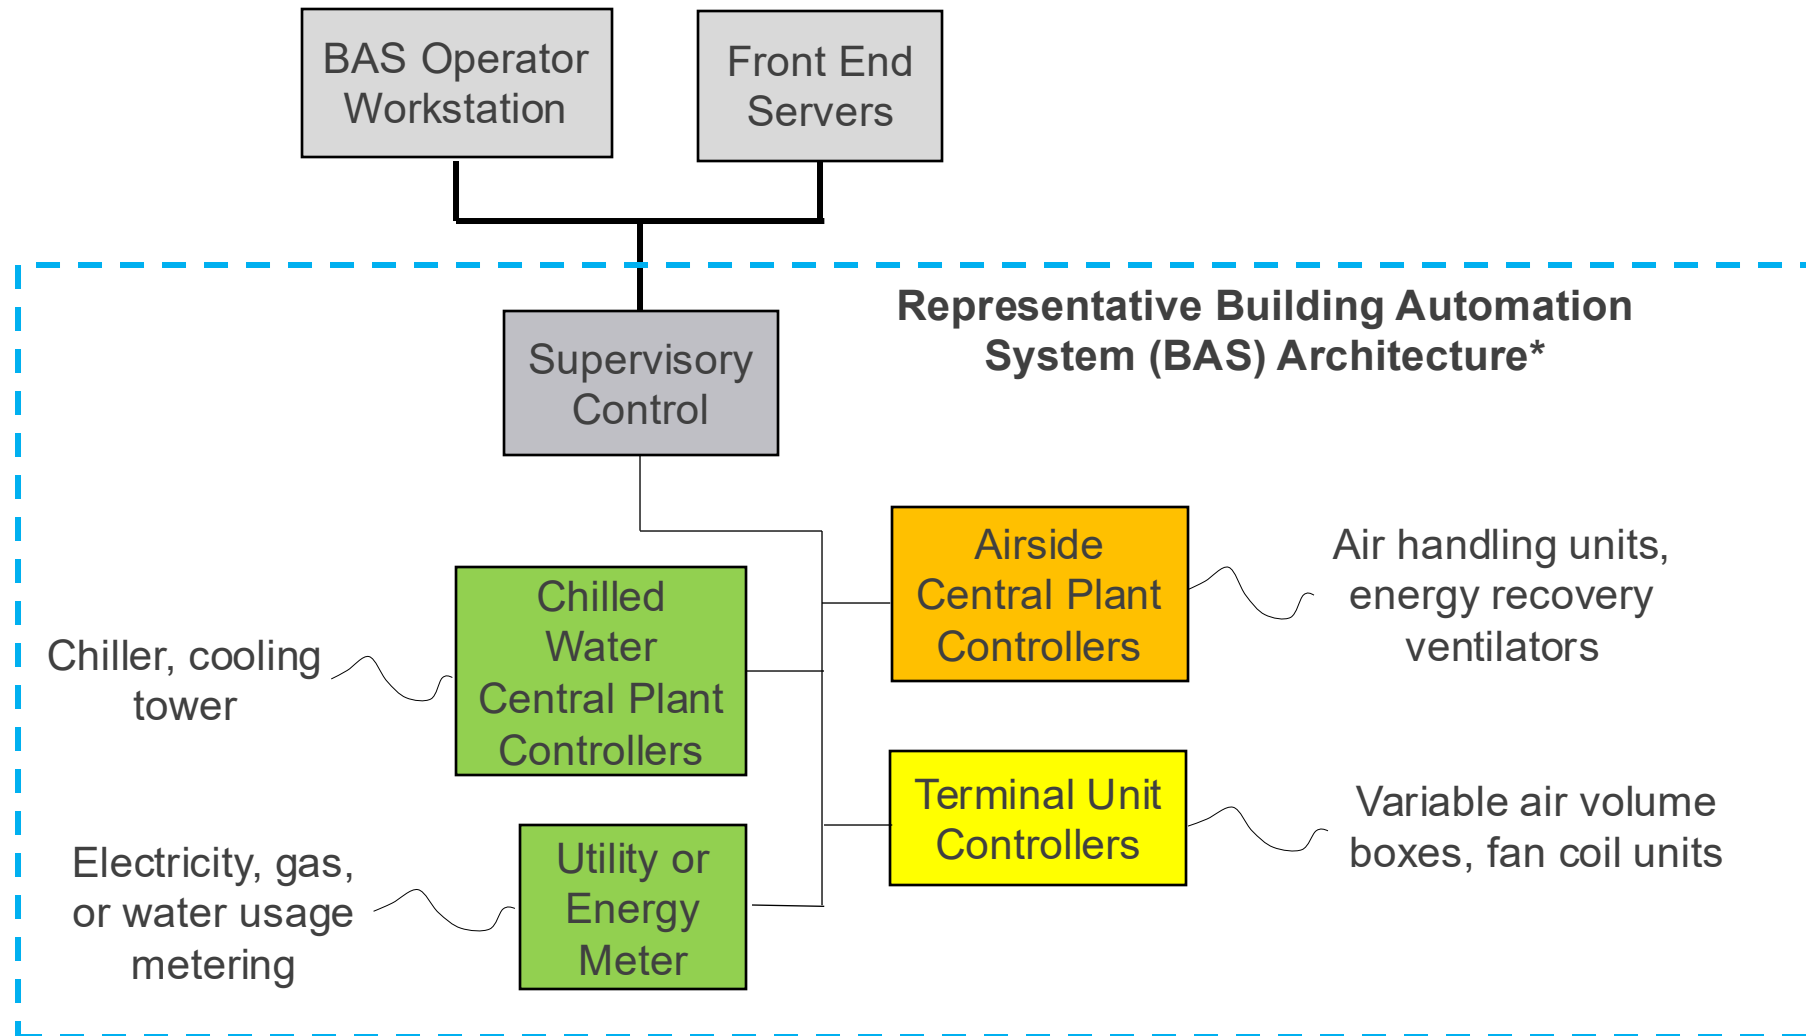 BAS Operator
Workstation
Front End
Servers
Representative Building Automation
System (BAS) Architecture*
Supervisory
Control
Airside
Central Plant
Controllers
Air handling units,
energy recovery
ventilators
Chilled
Water
Central Plant
Controllers
Chiller, cooling
tower
Terminal Unit
Controllers
Variable air volume
boxes, fan coil units
Utility or
Energy
Meter
Electricity, gas,
or water usage
metering